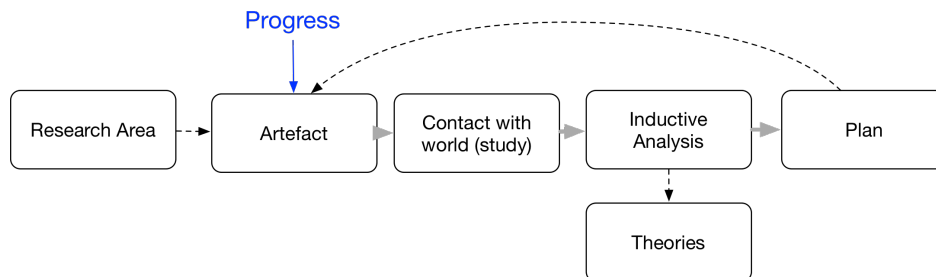 Progress
Research Area
Artefact
Contact with
world (study)
Inductive
Analysis
Plan
Theories